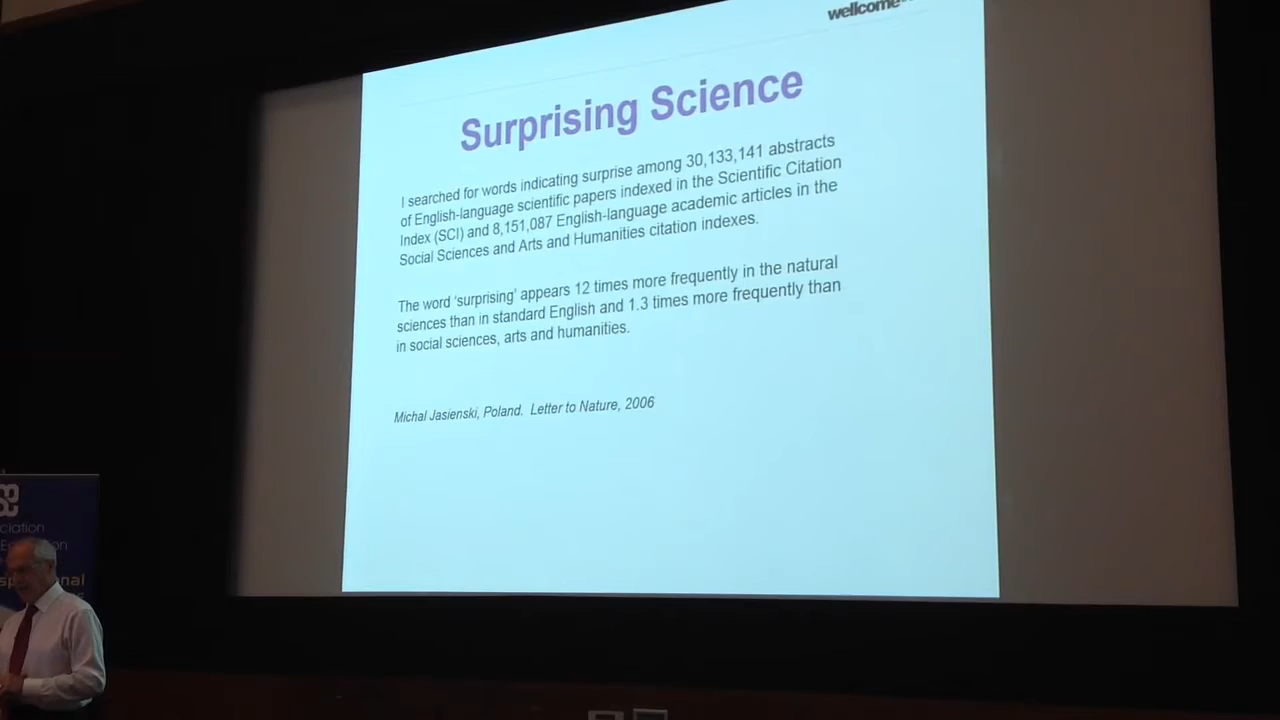 wellcome
Surprising Science
I searched for words indicating surprise among 30,133,141 abstracts
of English-language scientific papers indexed in the Scientific Citation
Index (SCI) and 8,151,087 English-language academic articles in the
Social Sciences and Arts and Humanities citation indexes.
The word ‘surprising’ appears 12 times more frequently in the natural
sciences than in standard English and 1.3 times more frequently than
in social sciences, arts and humanities.
Michal Jasienski, Poland. Letter to Nature, 2006